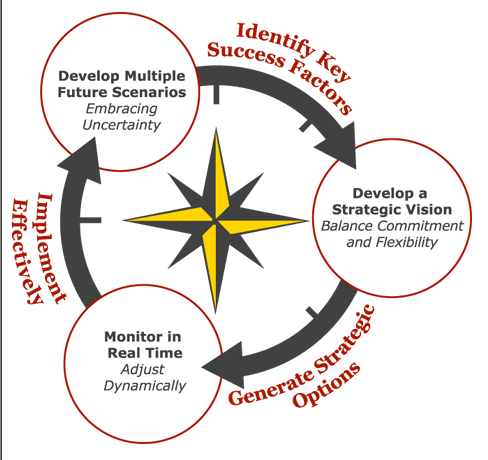 Identify Key
Success Factors
Develop Multiple
Future Scenarios
Embracing
Uncertainty
Develop a
Strategic Vision
Balance Commitment
and Flexibility
Generate Strategic
Options
Monitor in
Real Time
Adjust
Dynamically
Implement
Effectively